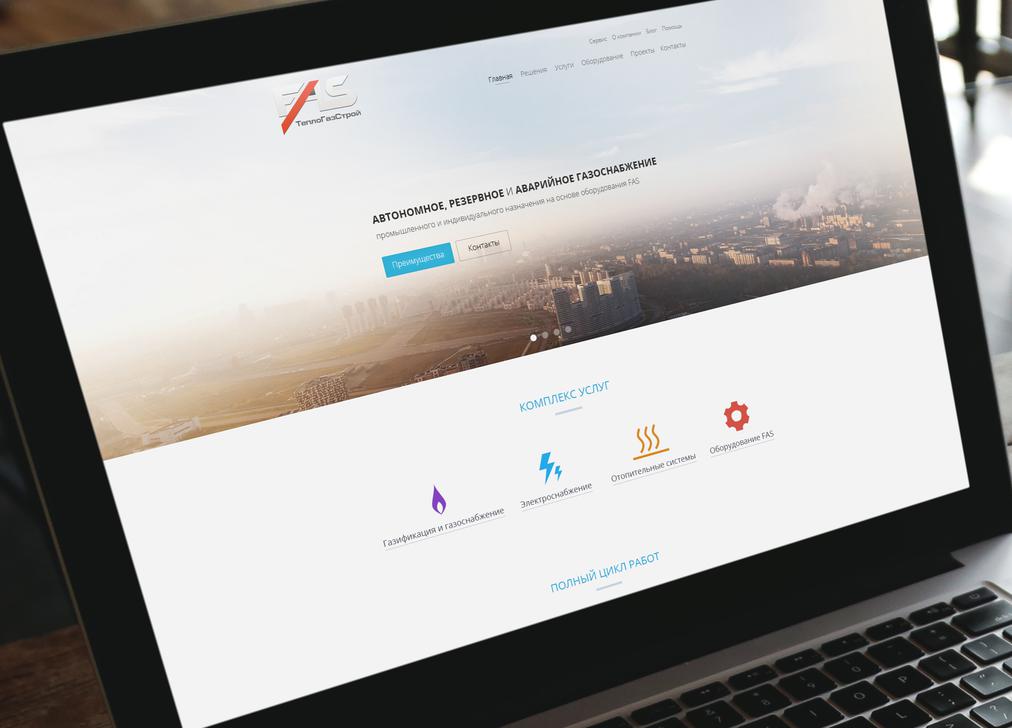 Сервис О компании Блог Помощь
Главная Решения Услуги Оборудование Проекты Контакты
FAS
ТеплоГазСтрой
АВТОНОМНОЕ, РЕЗЕРВНОЕ И АВАРИЙНОЕ ГАЗОСНАБЖЕНИЕ
промышленного и индивидуального назначения на основе оборудования FAS
Преимущества Контакты
КОМПЛЕКС УСЛУГ
Газификация и газоснабжение Электроснабжение Отопительные системы Оборудование FAS
ПОЛНЫЙ ЦИКЛ РАБОТ
O P